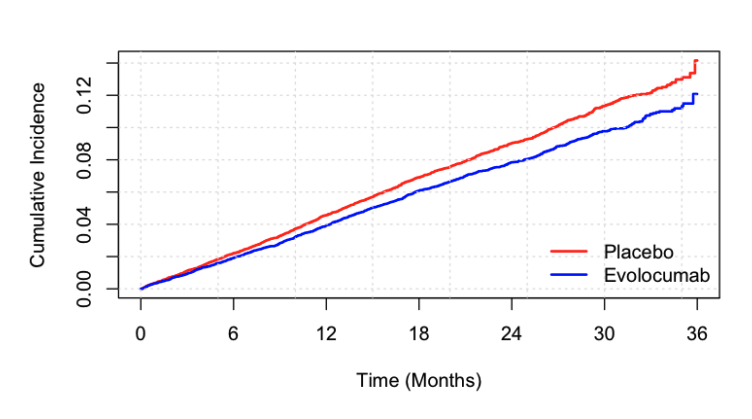 0.12
0.08
0.04
0.00
Cumulative Incidence
Placebo
Evolocumab
0 6 12 18 24 30 36
Time (Months)